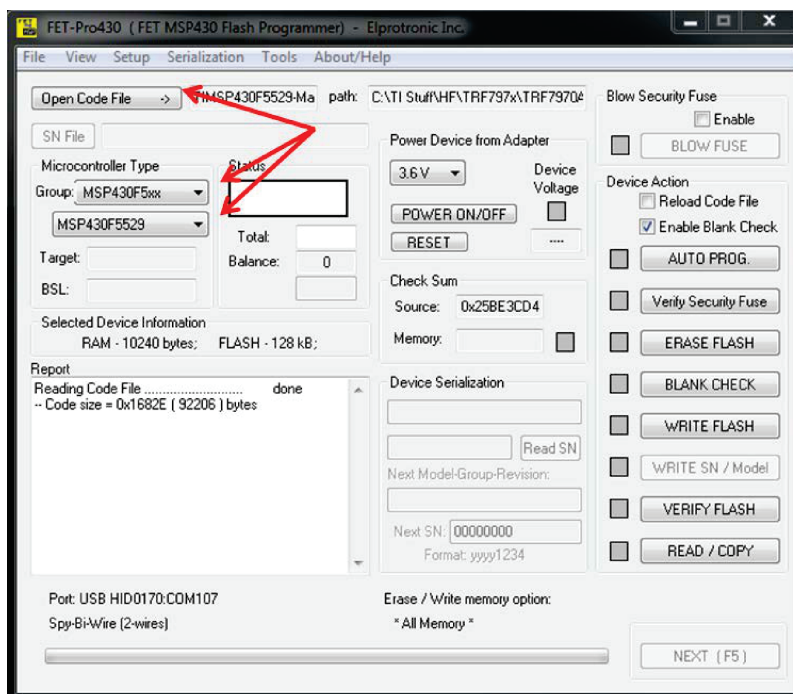 FET-Pro430 ( FET MSP430 Flash Programmer) - Elprotronic Inc.
File View Setup Serialization Tools About/Help
Open Code File ->
MSP430F5529-Ma
path:
C:\TI Stuff\HF\TRF797x\TRF7970A
SN File
Microcontroller Type
Group: MSP430F5xx
MSP430F5529
Target:
BSL:
Status
Total:
Balance: 0
Selected Device Information
RAM - 10240 bytes; FLASH - 128 kB;
Report
Reading Code File ........................... done
-- Code size = 0x1682E ( 92206 ) bytes
Power Device from Adapter
3.6 V
Device
Voltage
POWER ON/OFF
RESET
----
Check Sum
Source: 0x25BE3CD4
Memory:
Device Serialization
Read SN
Next Model-Group-Revision:
Next SN: 00000000
Format: yyyy1234
Blow Security Fuse
Enable
BLOW FUSE
Device Action
Reload Code File
Enable Blank Check
AUTO PROG.
Verify Security Fuse
ERASE FLASH
BLANK CHECK
WRITE FLASH
WRITE SN / Model
VERIFY FLASH
READ / COPY
Port: USB HID0170:COM107
Spy-Bi-Wire (2-wires)
Erase / Write memory option:
* All Memory *
NEXT ( F5 )